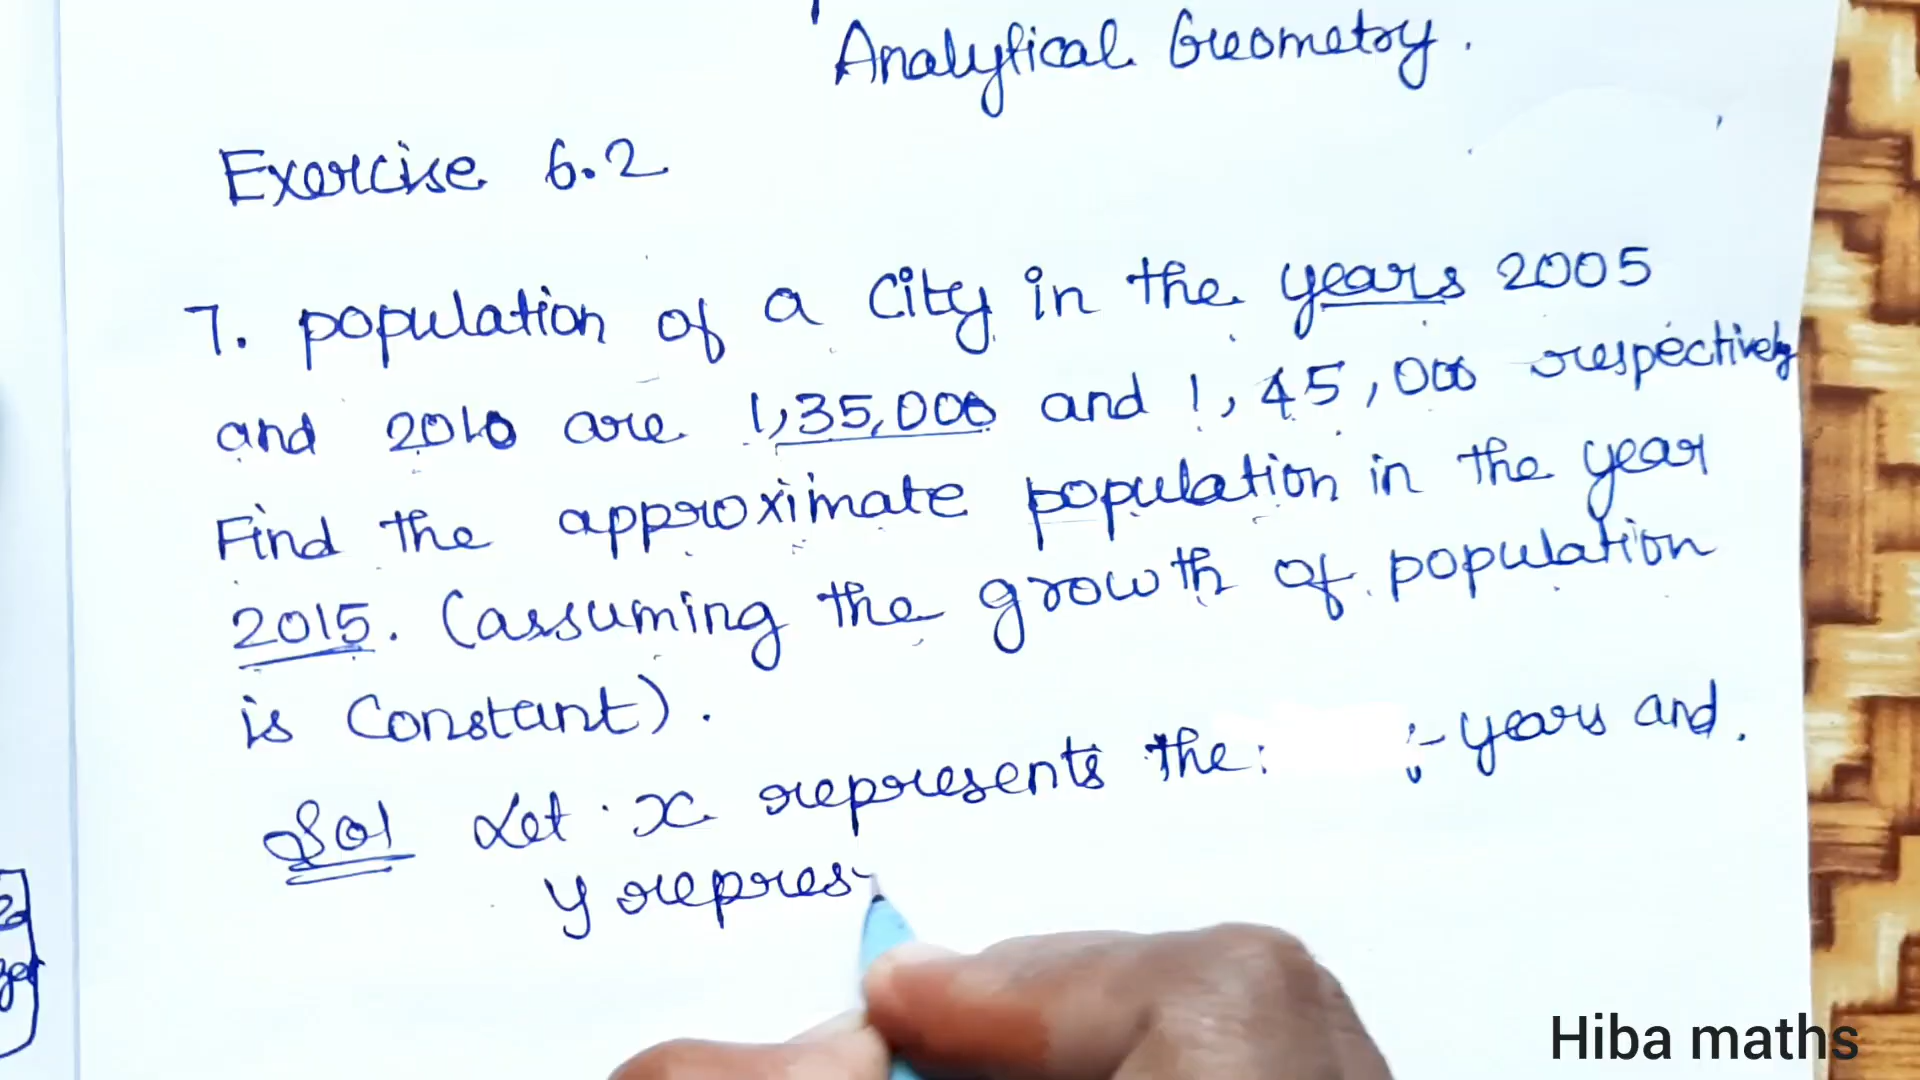 Analytical Geometry.
Exercise 6.2
7. population of a city in the years 2005
and 2010 are 1,35,000 and 1,45,000 respectively
Find the approximate population in the year
2015. (assuming the growth of population
is Constant).
Sol Let x represents the: :- years and.
y repres
Hiba maths